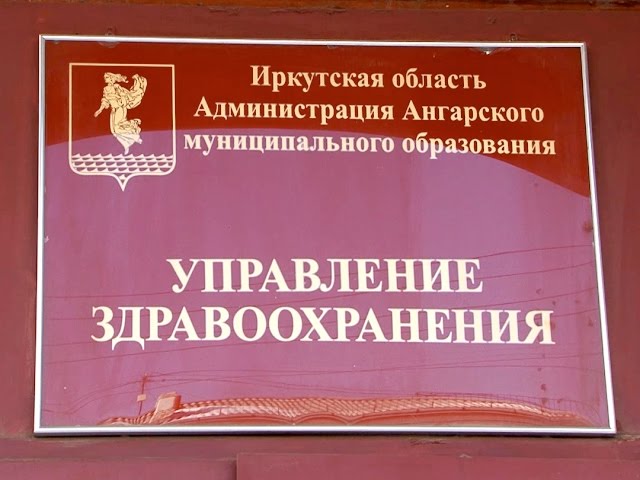 Иркутская область
Администрация Ангарского
муниципального образования
УПРАВЛЕНИЕ
ЗДРАВООХРАНЕНИЯ